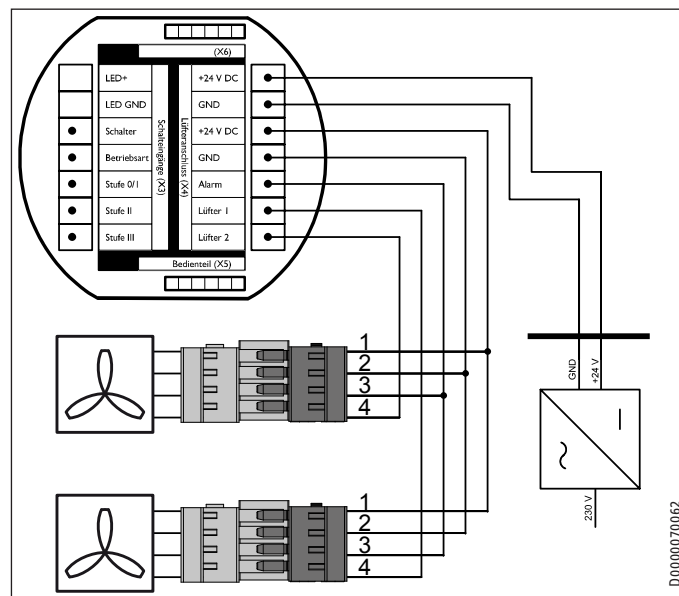 (X6)
LED+
+24 V DC
LED GND
GND
Schalter
+24 V DC
Betriebsart
GND
Stufe 0/I
Alarm
Stufe II
Lüfter 1
Stufe III
Lüfter 2
Schalteingänge (X3)
Lüfteranschluss (X4)
Bedienteil (X5)
1
2
3
4
1
2
3
4
GND
+24 V
230 V
D0000070062